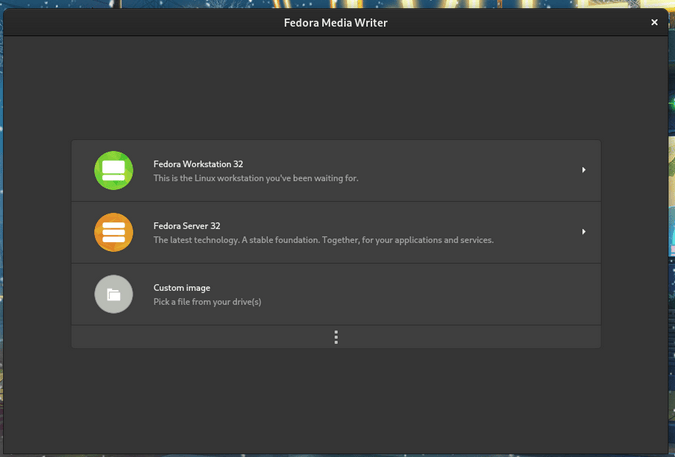 Fedora Media Writer
Fedora Workstation 32
This is the Linux workstation you've been waiting for.
Fedora Server 32
The latest technology. A stable foundation. Together, for your applications and services.
Custom image
Pick a file from your drive(s)